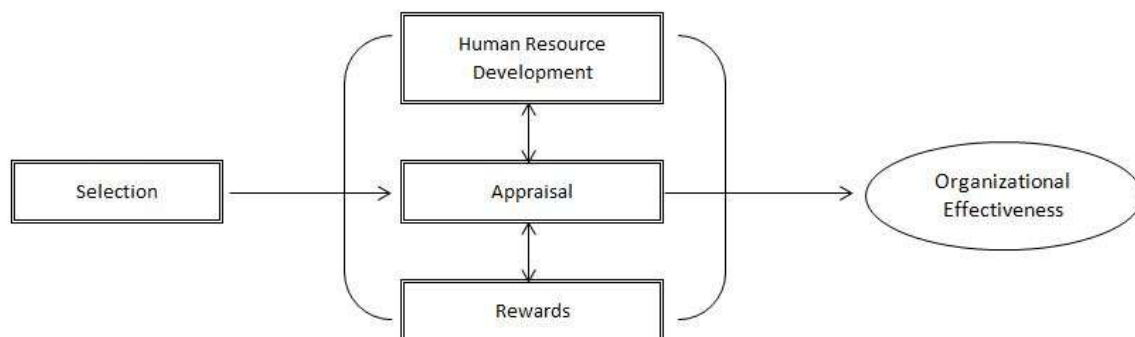 Human Resource
Development
Selection
Appraisal
Organizational
Effectiveness
Rewards